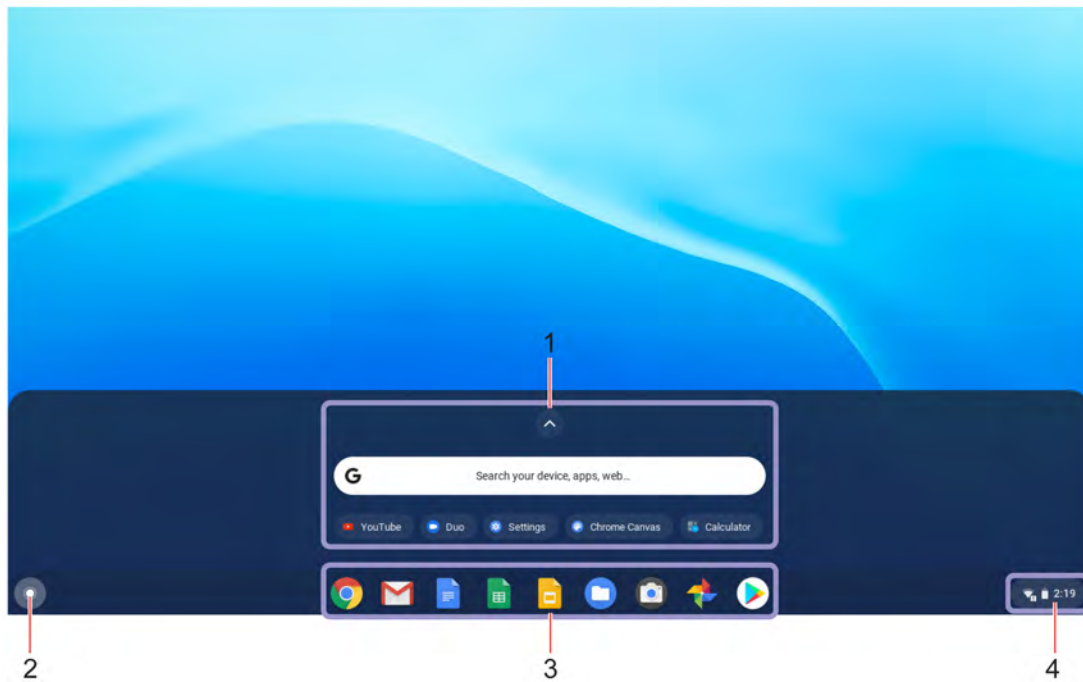 1
G
Search your device, apps, web...
YouTube Duo Settings Chrome Canvas Calculator
2:19
2 3 4